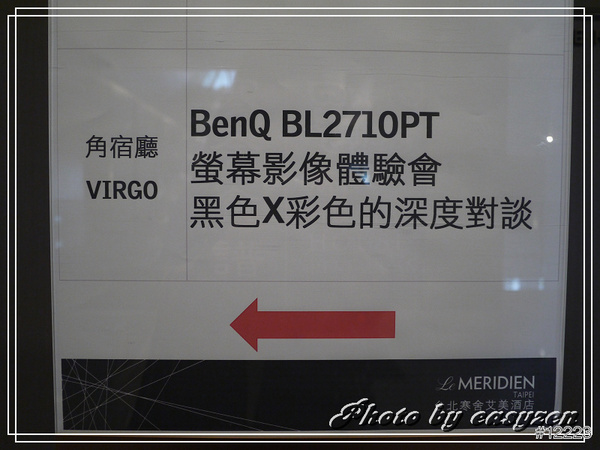 角宿廳
VIRGO
BenQ BL2710PT
螢幕影像體驗會
黑色X彩色的深度對談
Le MERIDIEN
TAIPEI
北寒舍艾美酒店
Photo by easyzen
#12223